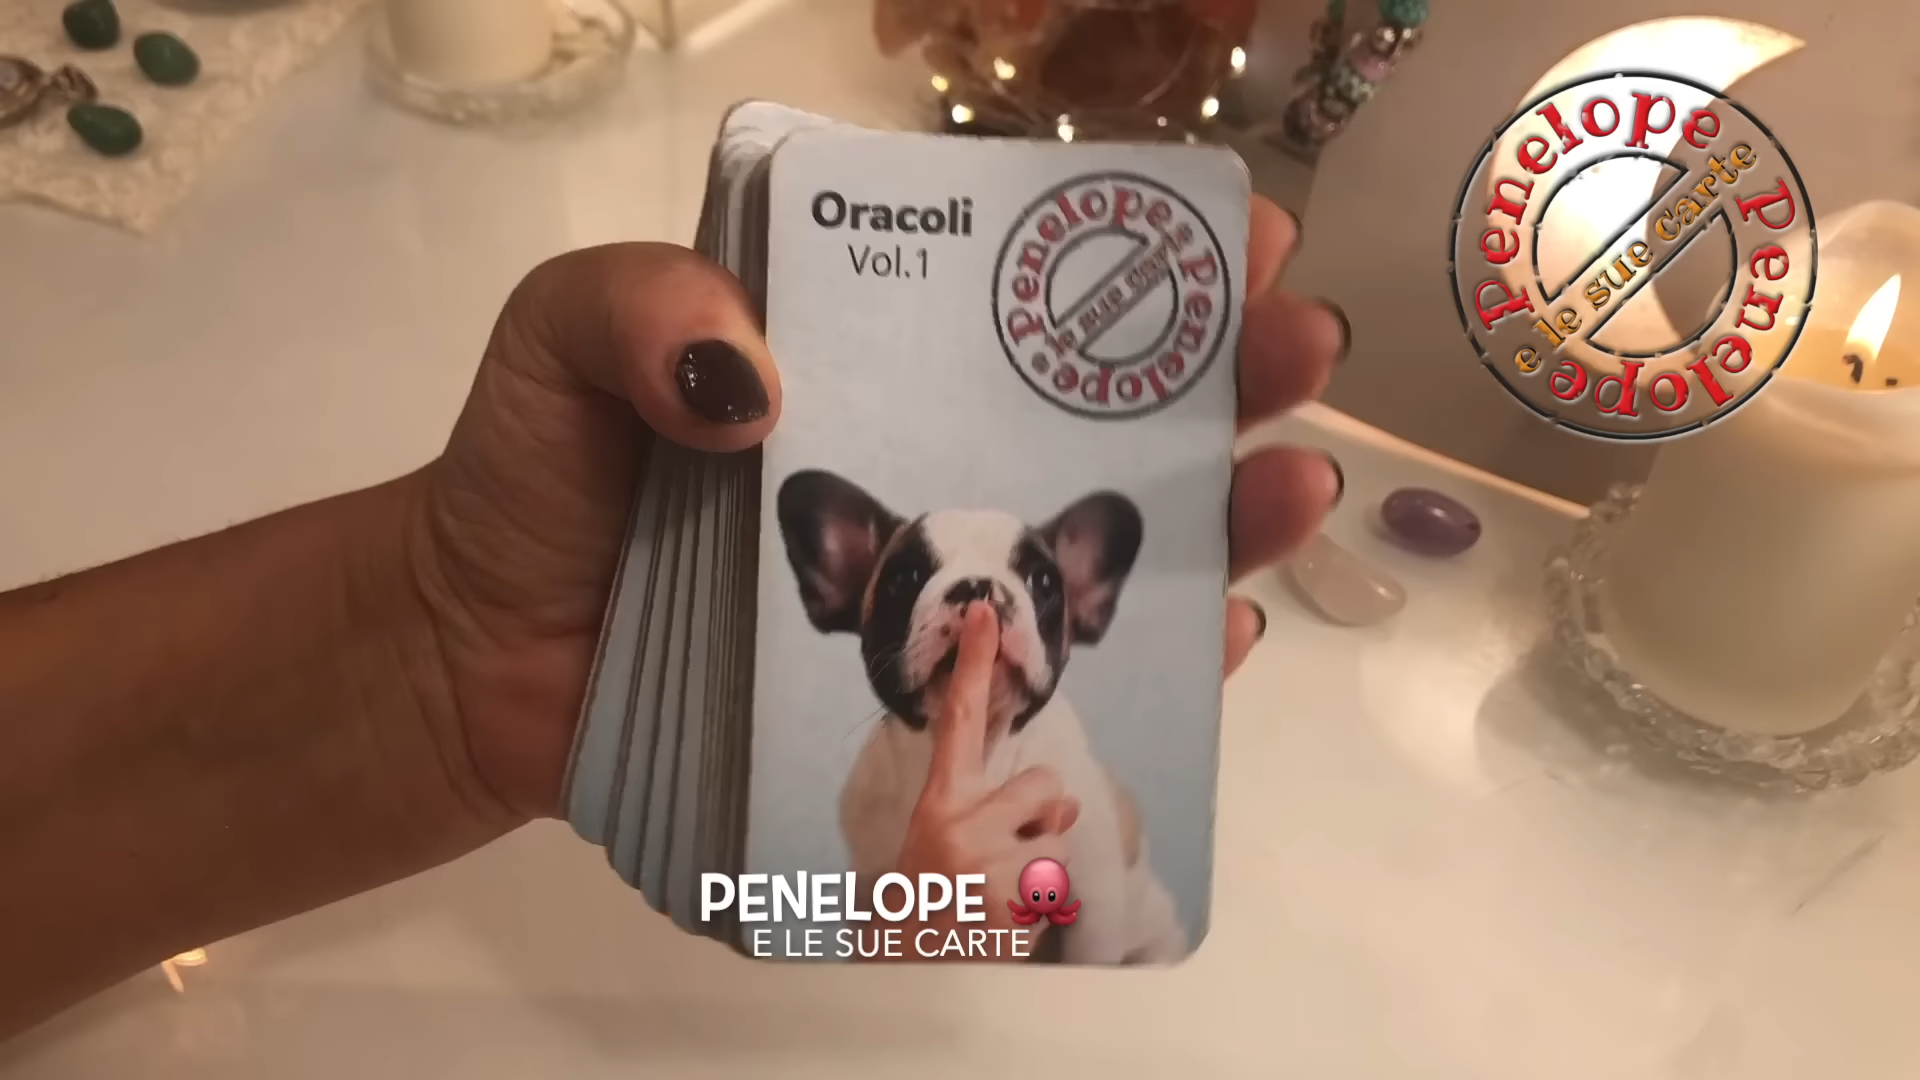 Oracoli
Vol.1
Penelope
Penelope
e le sue carte
Penelope
Penelope
e le sue carte
PENELOPE
E LE SUE CARTE